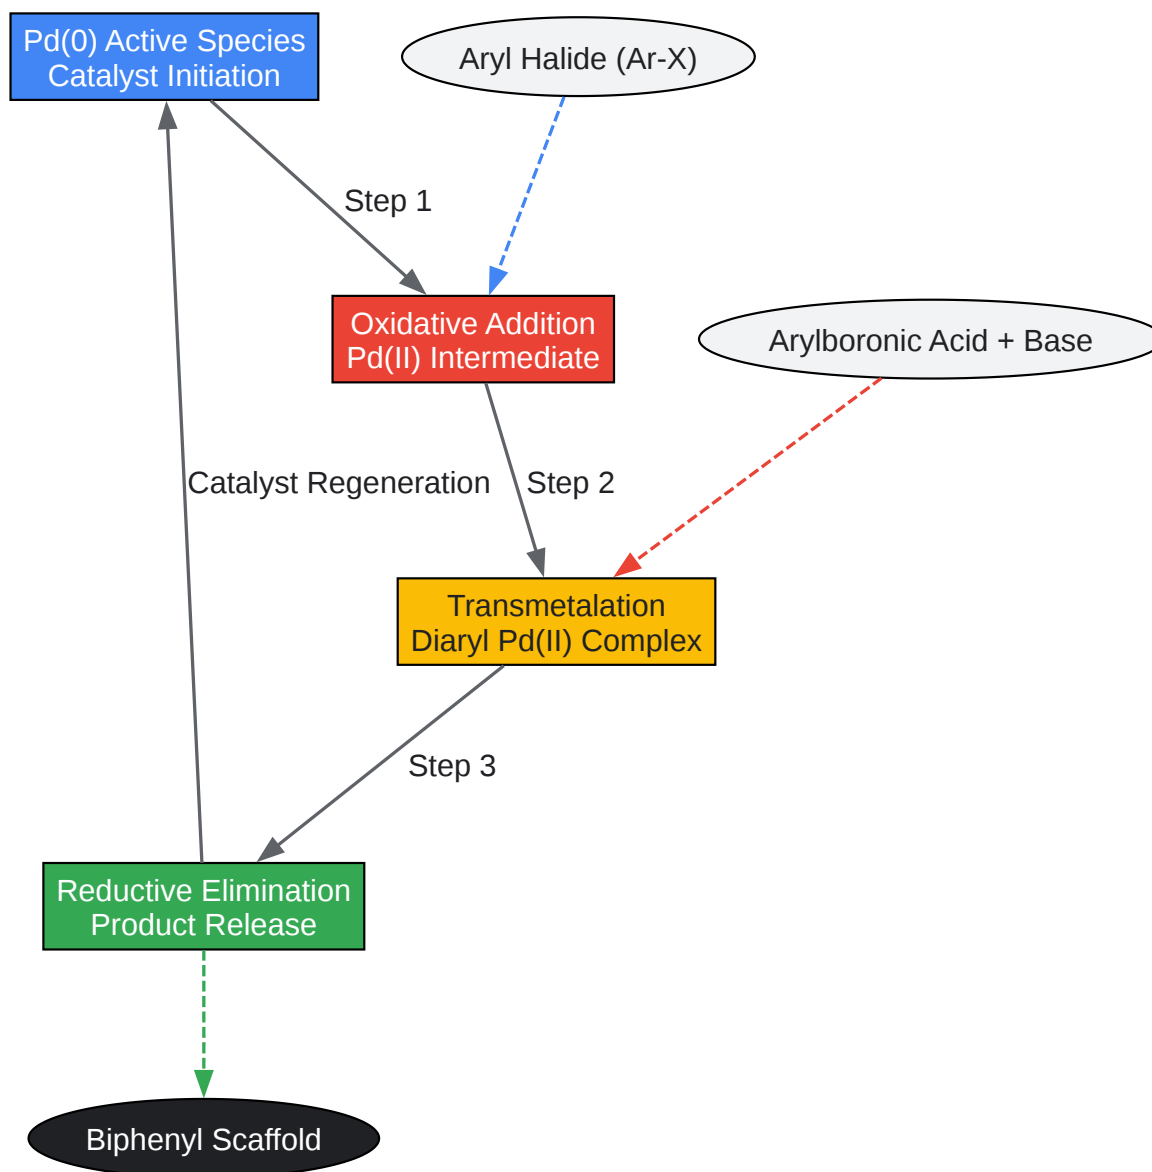 Pd(0) Active Species
Catalyst Initiation
Aryl Halide (Ar-X)
Step 1
Oxidative Addition
Pd(II) Intermediate
Arylboronic Acid + Base
Catalyst Regeneration
Step 2
Transmetalation
Diaryl Pd(II) Complex
Step 3
Reductive Elimination
Product Release
Biphenyl Scaffold